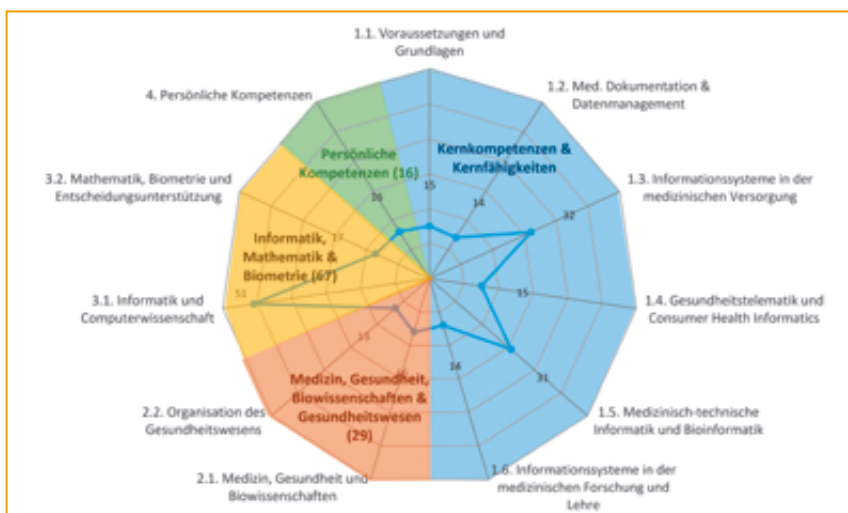 1.1. Voraussetzungen und
Grundlagen
1.2. Med. Dokumentation &
Datenmanagement
4. Persönliche Kompetenzen
Persönliche
Kompetenzen (16)
Kernkompetenzen &
Kernfähigkeiten
3.2. Mathematik, Biometrie und
Entscheidungsunterstützung
1.3. Informationssysteme in der
medizinischen Versorgung
16
15
14
32
17
Informatik,
Mathematik &
Biometrie (67)
51
3.1. Informatik und
Computerwissenschaft
15
1.4. Gesundheitstelematik und
Consumer Health Informatics
13
14
31
Medizin, Gesundheit,
Biowissenschaften &
Gesundheitswesen
(29)
2.2. Organisation des
Gesundheitswesens
1.5. Medizinisch-technische
Informatik und Bioinformatik
2.1. Medizin, Gesundheit und
Biowissenschaften
1.6. Informationssysteme in der
medizinischen Forschung und
Lehre